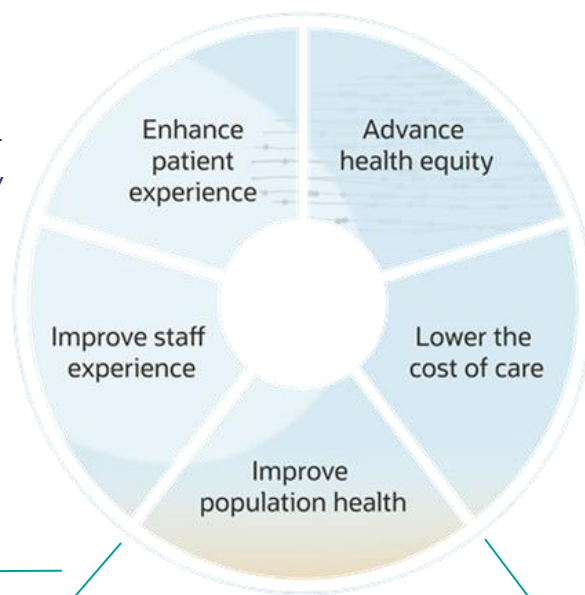 Enhance
patient
experience
Advance
health equity
Improve staff
experience
Lower the
cost of care
Improve
population health